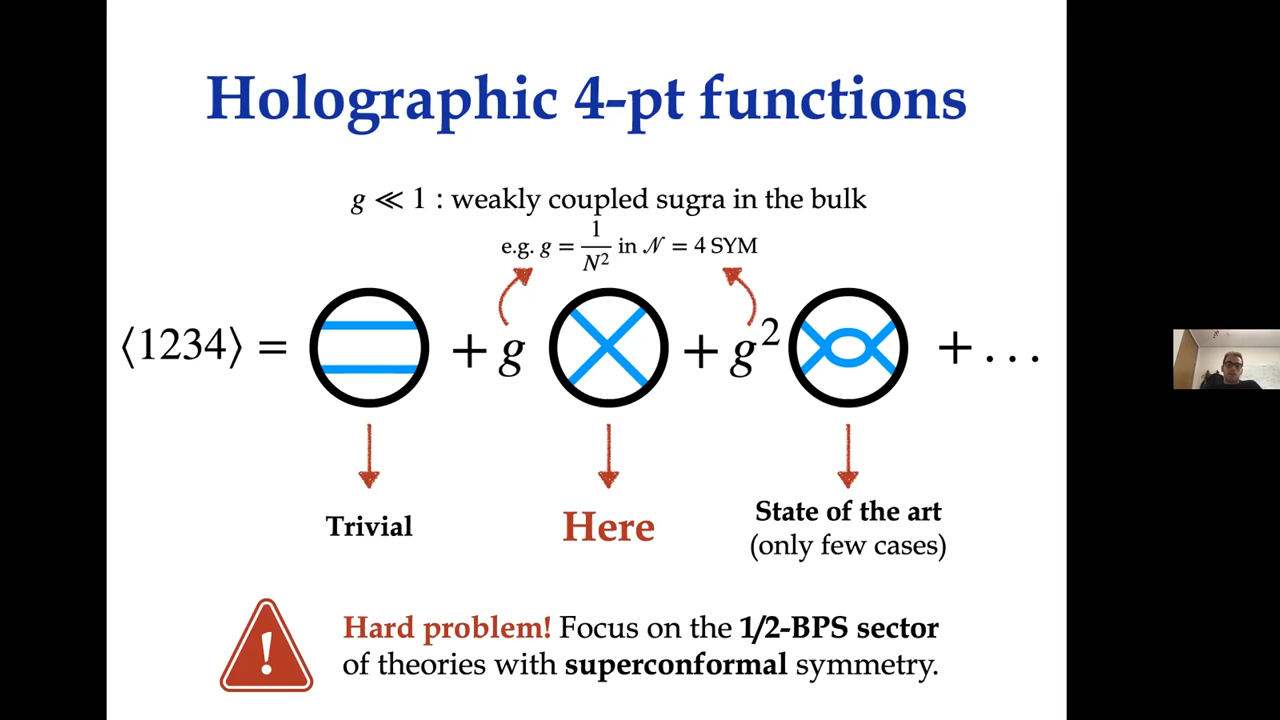 Holographic 4-pt functions
g ≪ 1 : weakly coupled sugra in the bulk
e.g. g = 1/N² in 𝒩 = 4 SYM
⟨1234⟩ = + g + g² + …
Trivial
Here
State of the art
(only few cases)
!
Hard problem! Focus on the 1/2-BPS sector
of theories with superconformal symmetry.